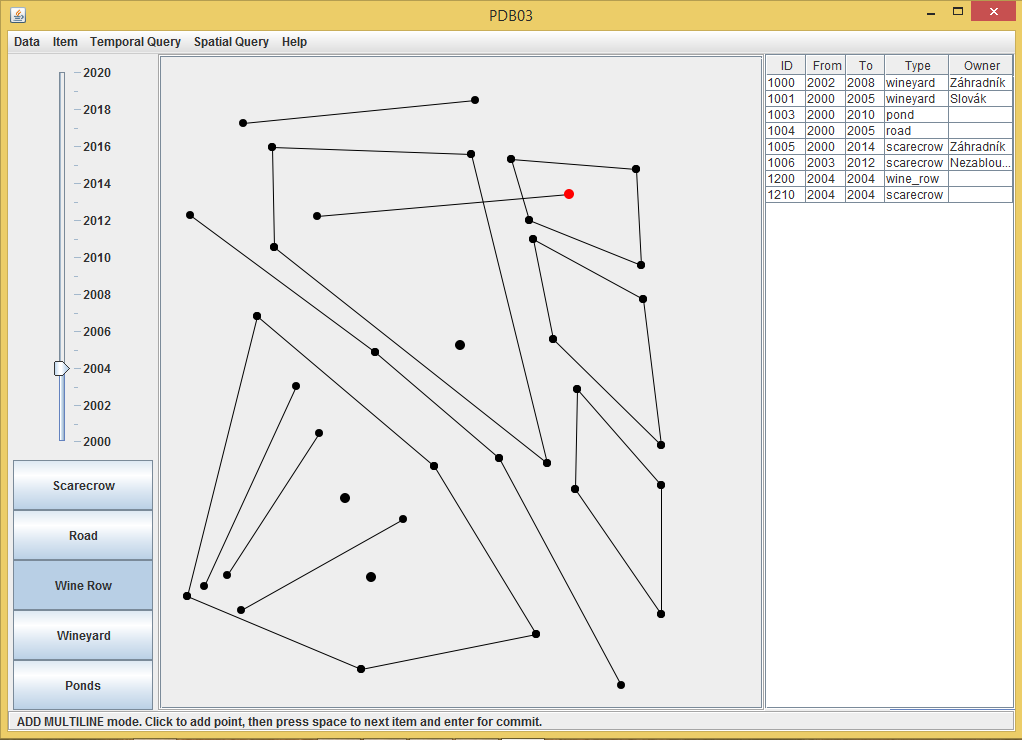 PDB03
Data Item Temporal Query Spatial Query Help
2020
2018
2016
2014
2012
2010
2008
2006
2004
2002
2000
Scarecrow
Road
Wine Row
Wineyard
Ponds
ID From To Type Owner
1000 2002 2008 wineyard Záhradník
1001 2000 2005 wineyard Slovák
1003 2000 2010 pond
1004 2000 2005 road
1005 2000 2014 scarecrow Záhradník
1006 2003 2012 scarecrow Nezablou...
1200 2004 2004 wine_row
1210 2004 2004 scarecrow
ADD MULTILINE mode. Click to add point, then press space to next item and enter for commit.